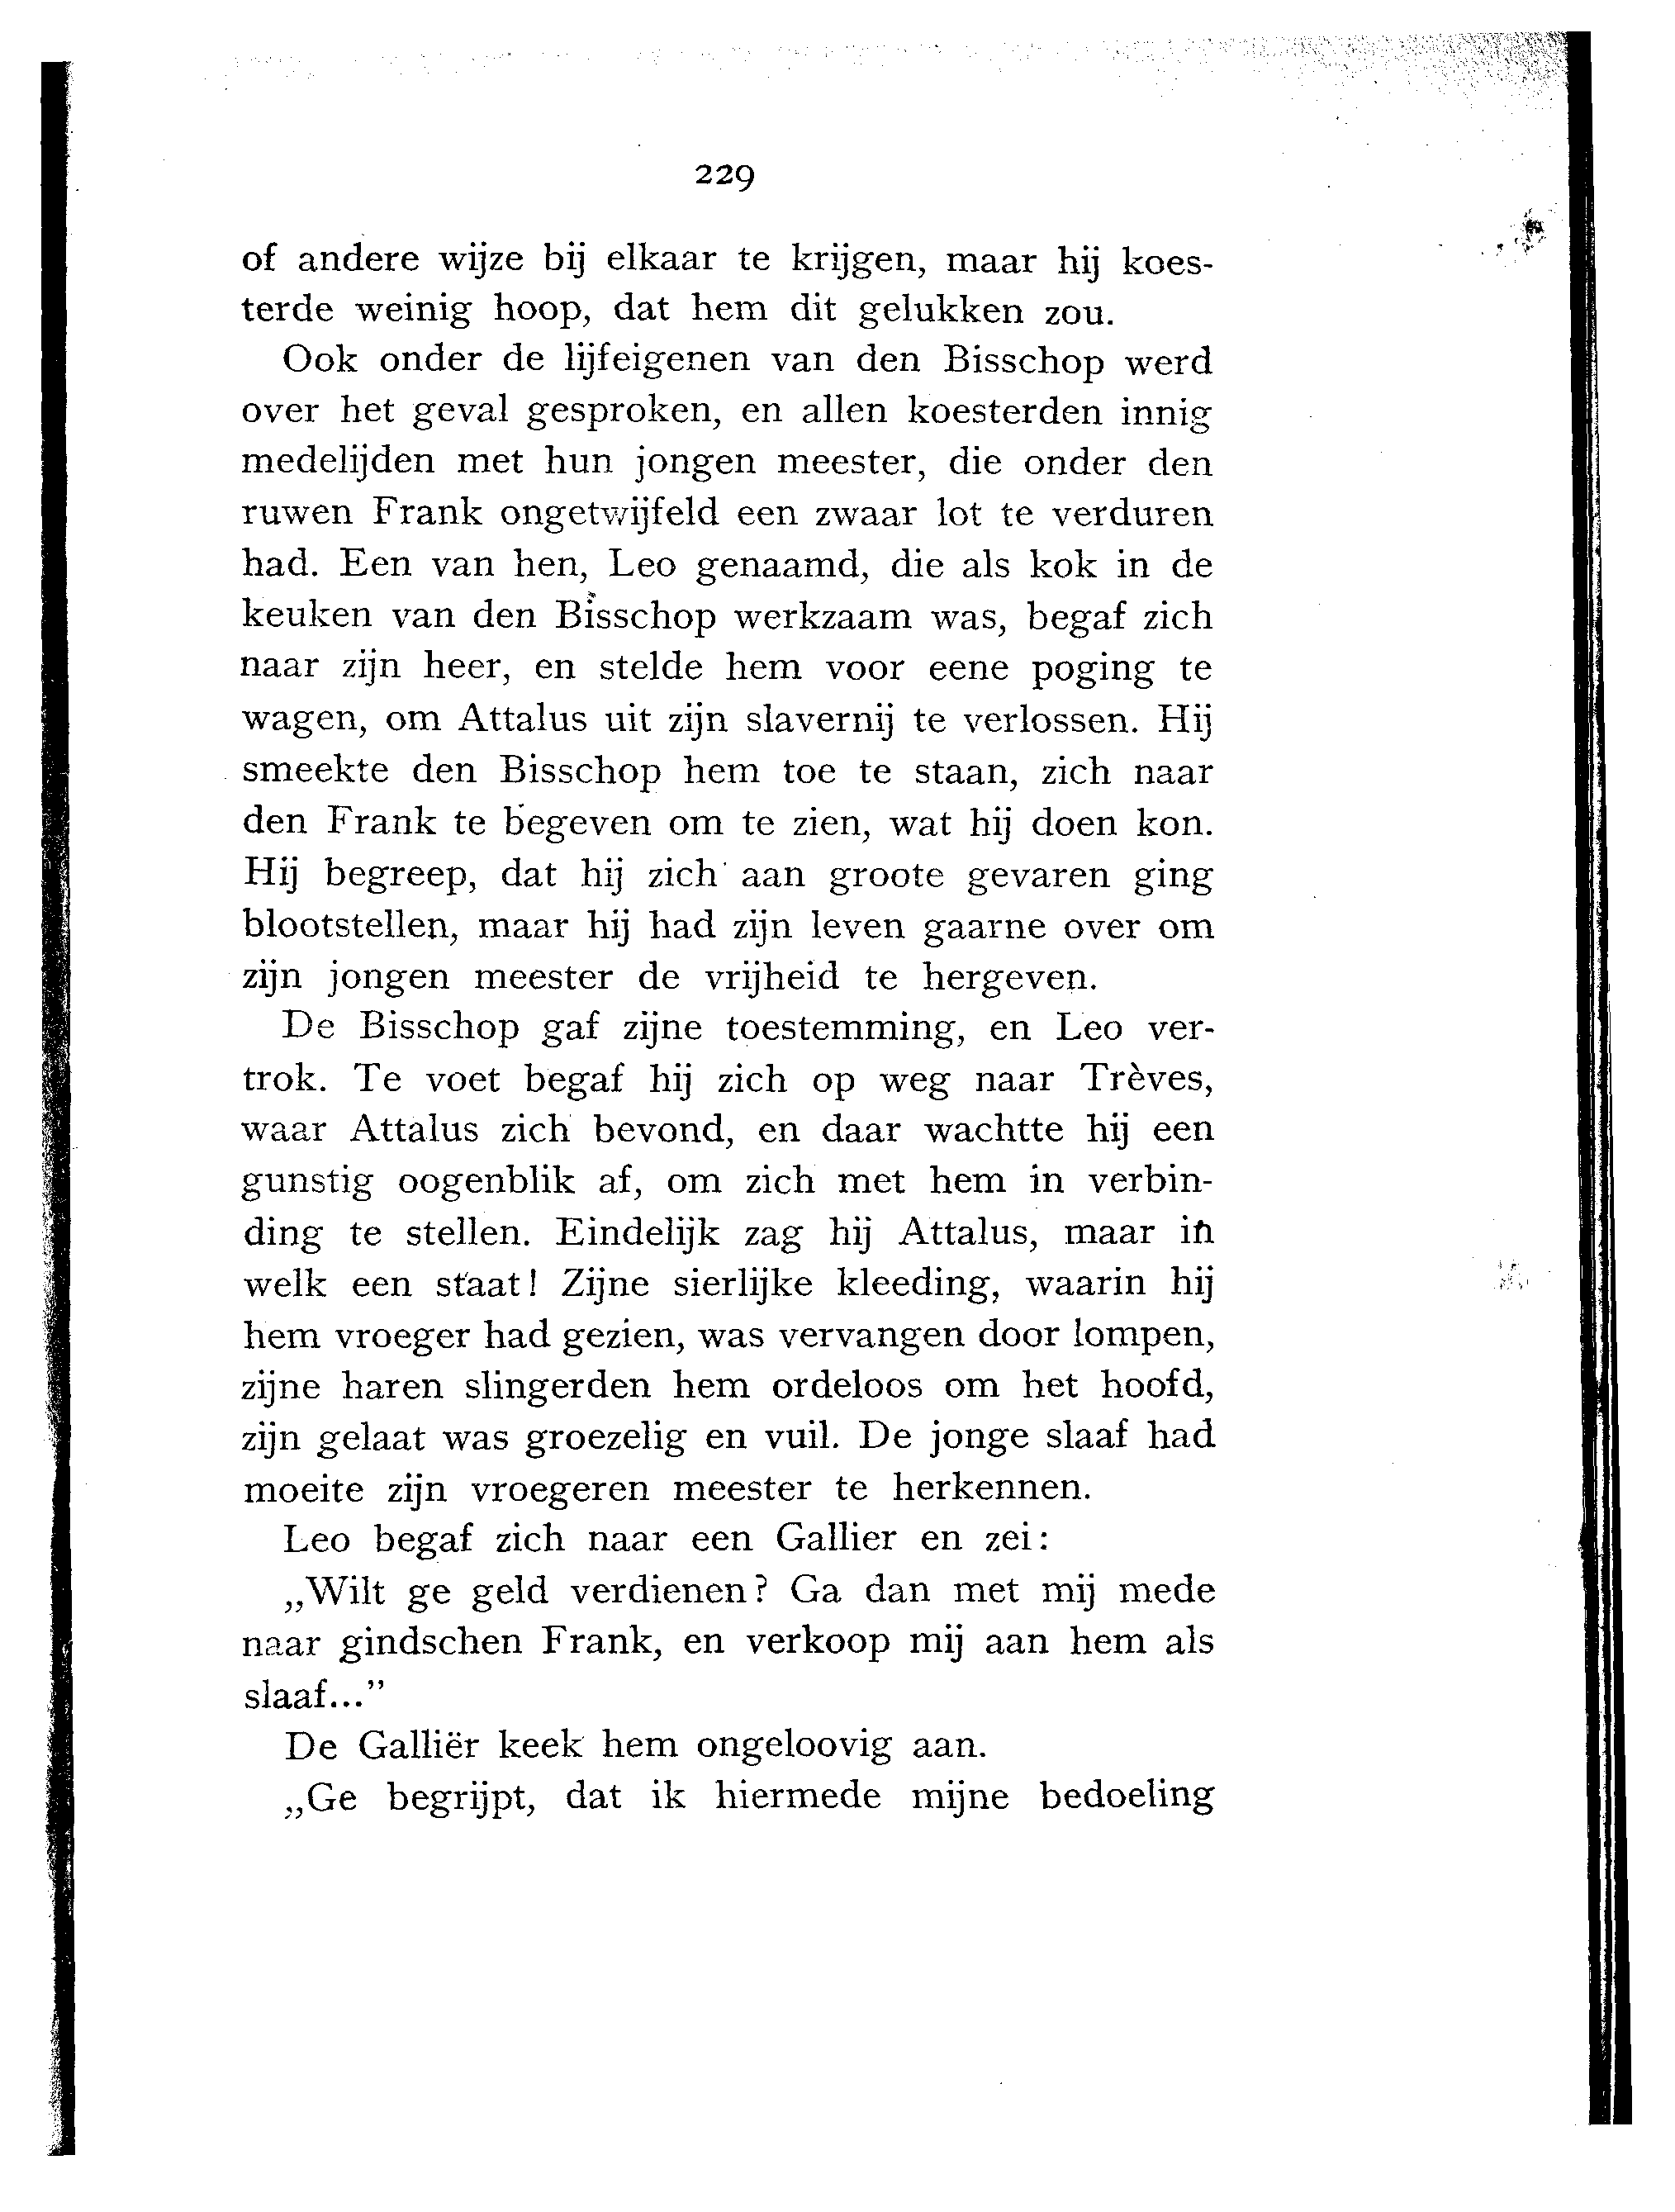 229
of andere wijze bij elkaar te krijgen, maar hij koes-
terde weinig hoop, dat hem dit gelukken zou.
Ook onder de lijfeigenen van den Bisschop werd
over het geval gesproken, en allen koesterden innig
medelijden met hun jongen meester, die onder den
ruwen Frank ongetwijfeld een zwaar lot te verduren
had. Een van hen, Leo genaamd, die als kok in de
keuken van den Bisschop werkzaam was, begaf zich
naar zijn heer, en stelde hem voor eene poging te
wagen, om Attalus uit zijn slavernij te verlossen. Hij
smeekte den Bisschop hem toe te staan, zich naar
den Frank te begeven om te zien, wat hij doen kon.
Hij begreep, dat hij zich aan groote gevaren ging
blootstellen, maar hij had zijn leven gaarne over om
zijn jongen meester de vrijheid te hergeven.
De Bisschop gaf zijne toestemming, en Leo ver-
trok. Te voet begaf hij zich op weg naar Trèves,
waar Attalus zich bevond, en daar wachtte hij een
gunstig oogenblik af, om zich met hem in verbin-
ding te stellen. Eindelijk zag hij Attalus, maar in
welk een staat! Zijne sierlijke kleeding, waarin hij
hem vroeger had gezien, was vervangen door lompen,
zijne haren slingerden hem ordeloos om het hoofd,
zijn gelaat was groezelig en vuil. De jonge slaaf had
moeite zijn vroegeren meester te herkennen.
Leo begaf zich naar een Gallier en zei:
„Wilt ge geld verdienen? Ga dan met mij mede
naar gindschen Frank, en verkoop mij aan hem als
slaaf..."
De Galliër keek hem ongeloovig aan.
„Ge begrijpt, dat ik hiermede mijne bedoeling